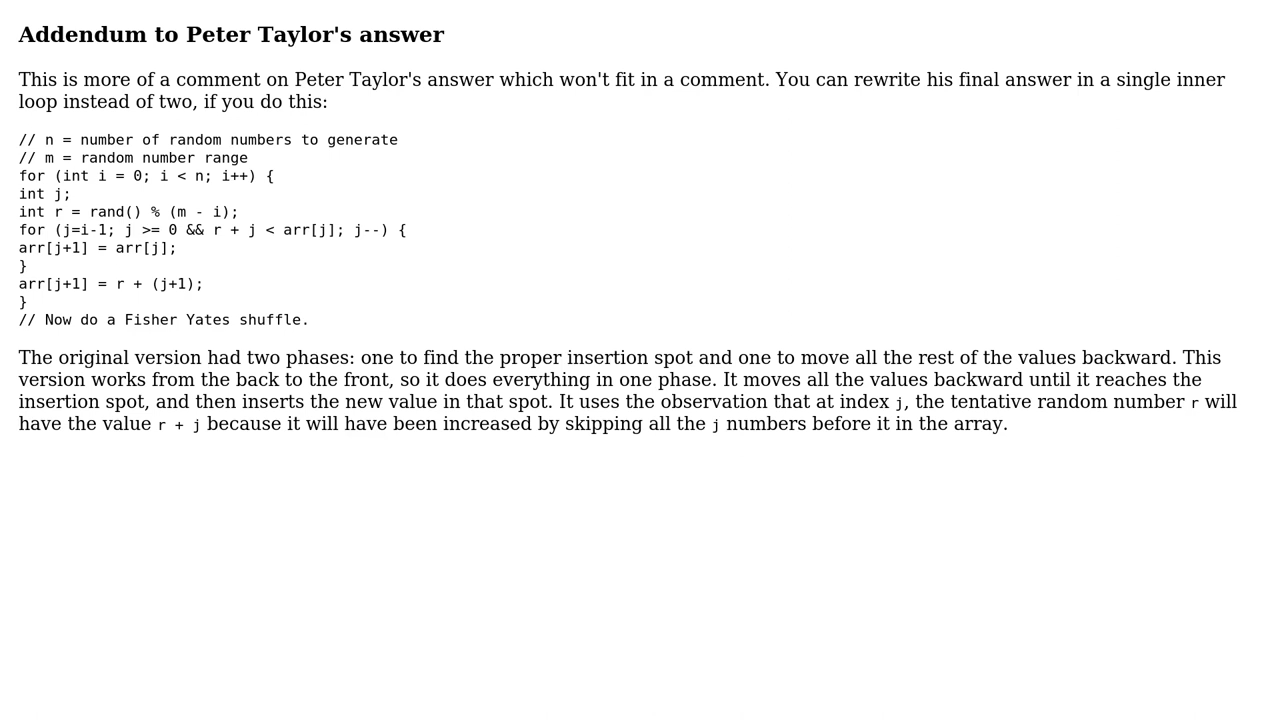 Addendum to Peter Taylor's answer
This is more of a comment on Peter Taylor's answer which won't fit in a comment. You can rewrite his final answer in a single inner
loop instead of two, if you do this:
// n = number of random numbers to generate
// m = random number range
for (int i = 0; i < n; i++) {
int j;
int r = rand() % (m - i);
for (j=i-1; j >= 0 && r + j < arr[j]; j--) {
arr[j+1] = arr[j];
}
arr[j+1] = r + (j+1);
}
// Now do a Fisher Yates shuffle.
The original version had two phases: one to find the proper insertion spot and one to move all the rest of the values backward. This
version works from the back to the front, so it does everything in one phase. It moves all the values backward until it reaches the
insertion spot, and then inserts the new value in that spot. It uses the observation that at index j, the tentative random number r will
have the value r + j because it will have been increased by skipping all the j numbers before it in the array.